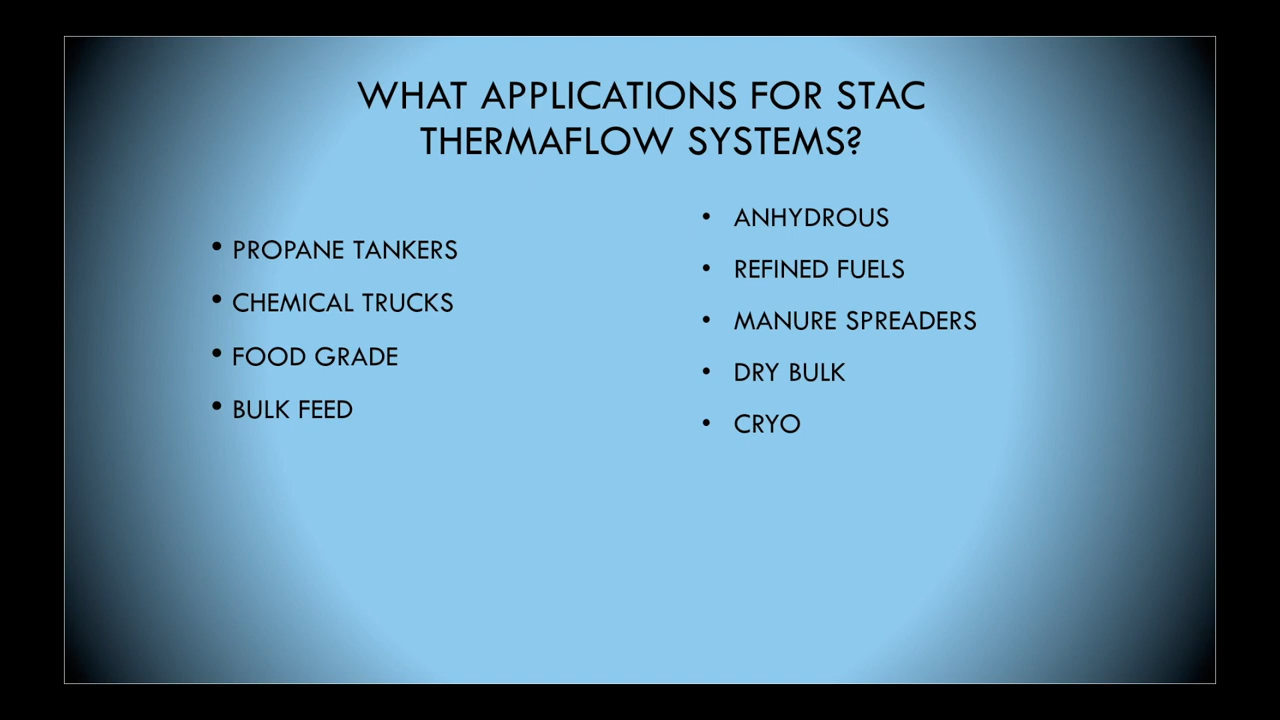 WHAT APPLICATIONS FOR STAC
THERMAFLOW SYSTEMS?
• PROPANE TANKERS
• CHEMICAL TRUCKS
• FOOD GRADE
• BULK FEED
• ANHYDROUS
• REFINED FUELS
• MANURE SPREADERS
• DRY BULK
• CRYO